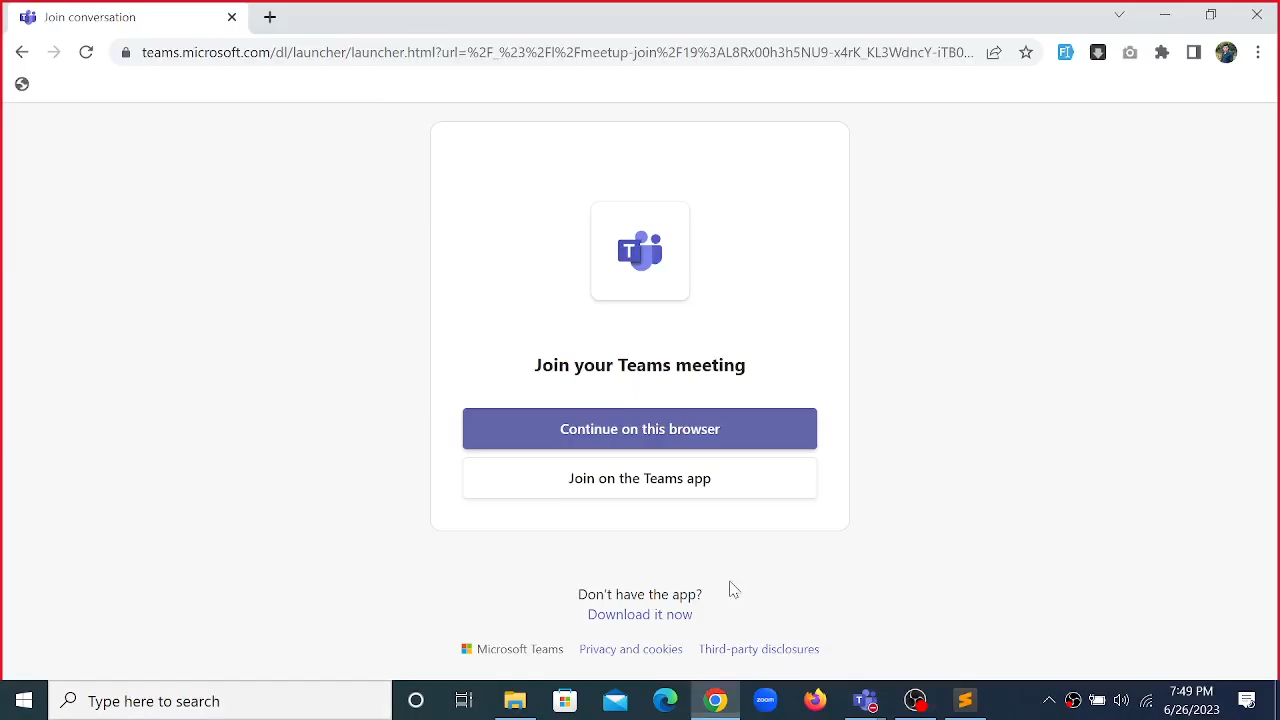 Join conversation
teams.microsoft.com/dl/launcher/launcher.html?url=%2F_%23%2Fl%2Fmeetup-join%2F19%3AL8Rx00h3h5NU9-x4rK_KL3WdncY-iTB0...
T
Join your Teams meeting
Continue on this browser
Join on the Teams app
Don't have the app?
Download it now
Microsoft Teams Privacy and cookies Third-party disclosures
Type here to search
zoom
7:49 PM
6/26/2023